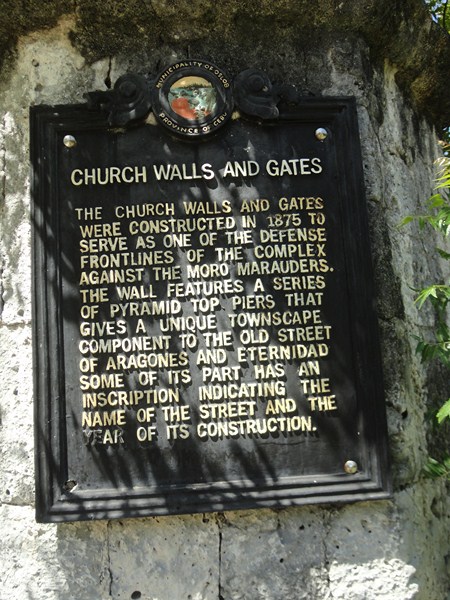 MUNICIPALITY OF OSLOB
PROVINCE OF CEBU
CHURCH WALLS AND GATES
THE CHURCH WALLS AND GATES
WERE CONSTRUCTED IN 1875 TO
SERVE AS ONE OF THE DEFENSE
FRONTLINES OF THE COMPLEX
AGAINST THE MORO MARAUDERS.
THE WALL FEATURES A SERIES
OF PYRAMID TOP PIERS THAT
GIVES A UNIQUE TOWNSCAPE
COMPONENT TO THE OLD STREET
OF ARAGONES AND ETERNIDAD
SOME OF ITS PART HAS AN
INSCRIPTION INDICATING THE
NAME OF THE STREET AND THE
YEAR OF ITS CONSTRUCTION.